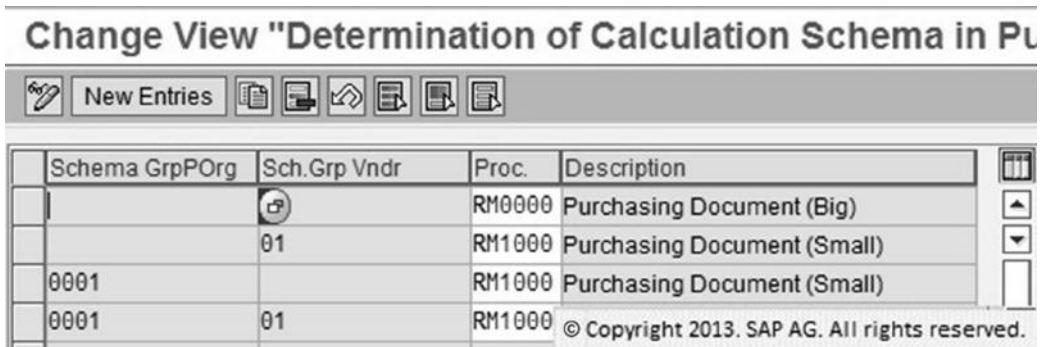 Change View "Determination of Calculation Schema in Pu
New Entries
Schema GrpPOrg Sch.Grp Vndr Proc. Description
RM0000 Purchasing Document (Big)
01 RM1000 Purchasing Document (Small)
0001 RM1000 Purchasing Document (Small)
0001 01 RM1000
© Copyright 2013. SAP AG. All rights reserved.